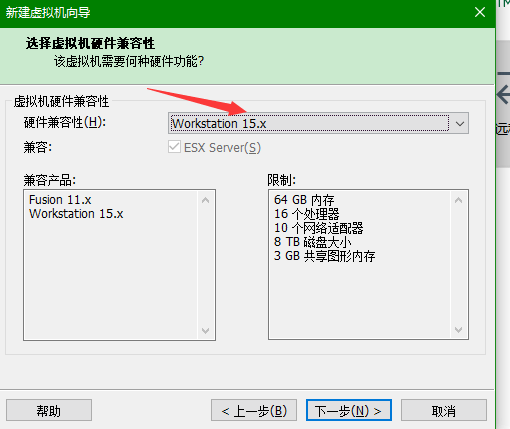 新建虚拟机向导
选择虚拟机硬件兼容性
该虚拟机需要何种硬件功能?
虚拟机硬件兼容性
硬件兼容性(H):
Workstation 15.x
兼容:
ESX Server(S)
兼容产品:
限制:
Fusion 11.x
Workstation 15.x
64 GB 内存
16 个处理器
10 个网络适配器
8 TB 磁盘大小
3 GB 共享图形内存
帮助
< 上一步(B)
下一步(N) >
取消